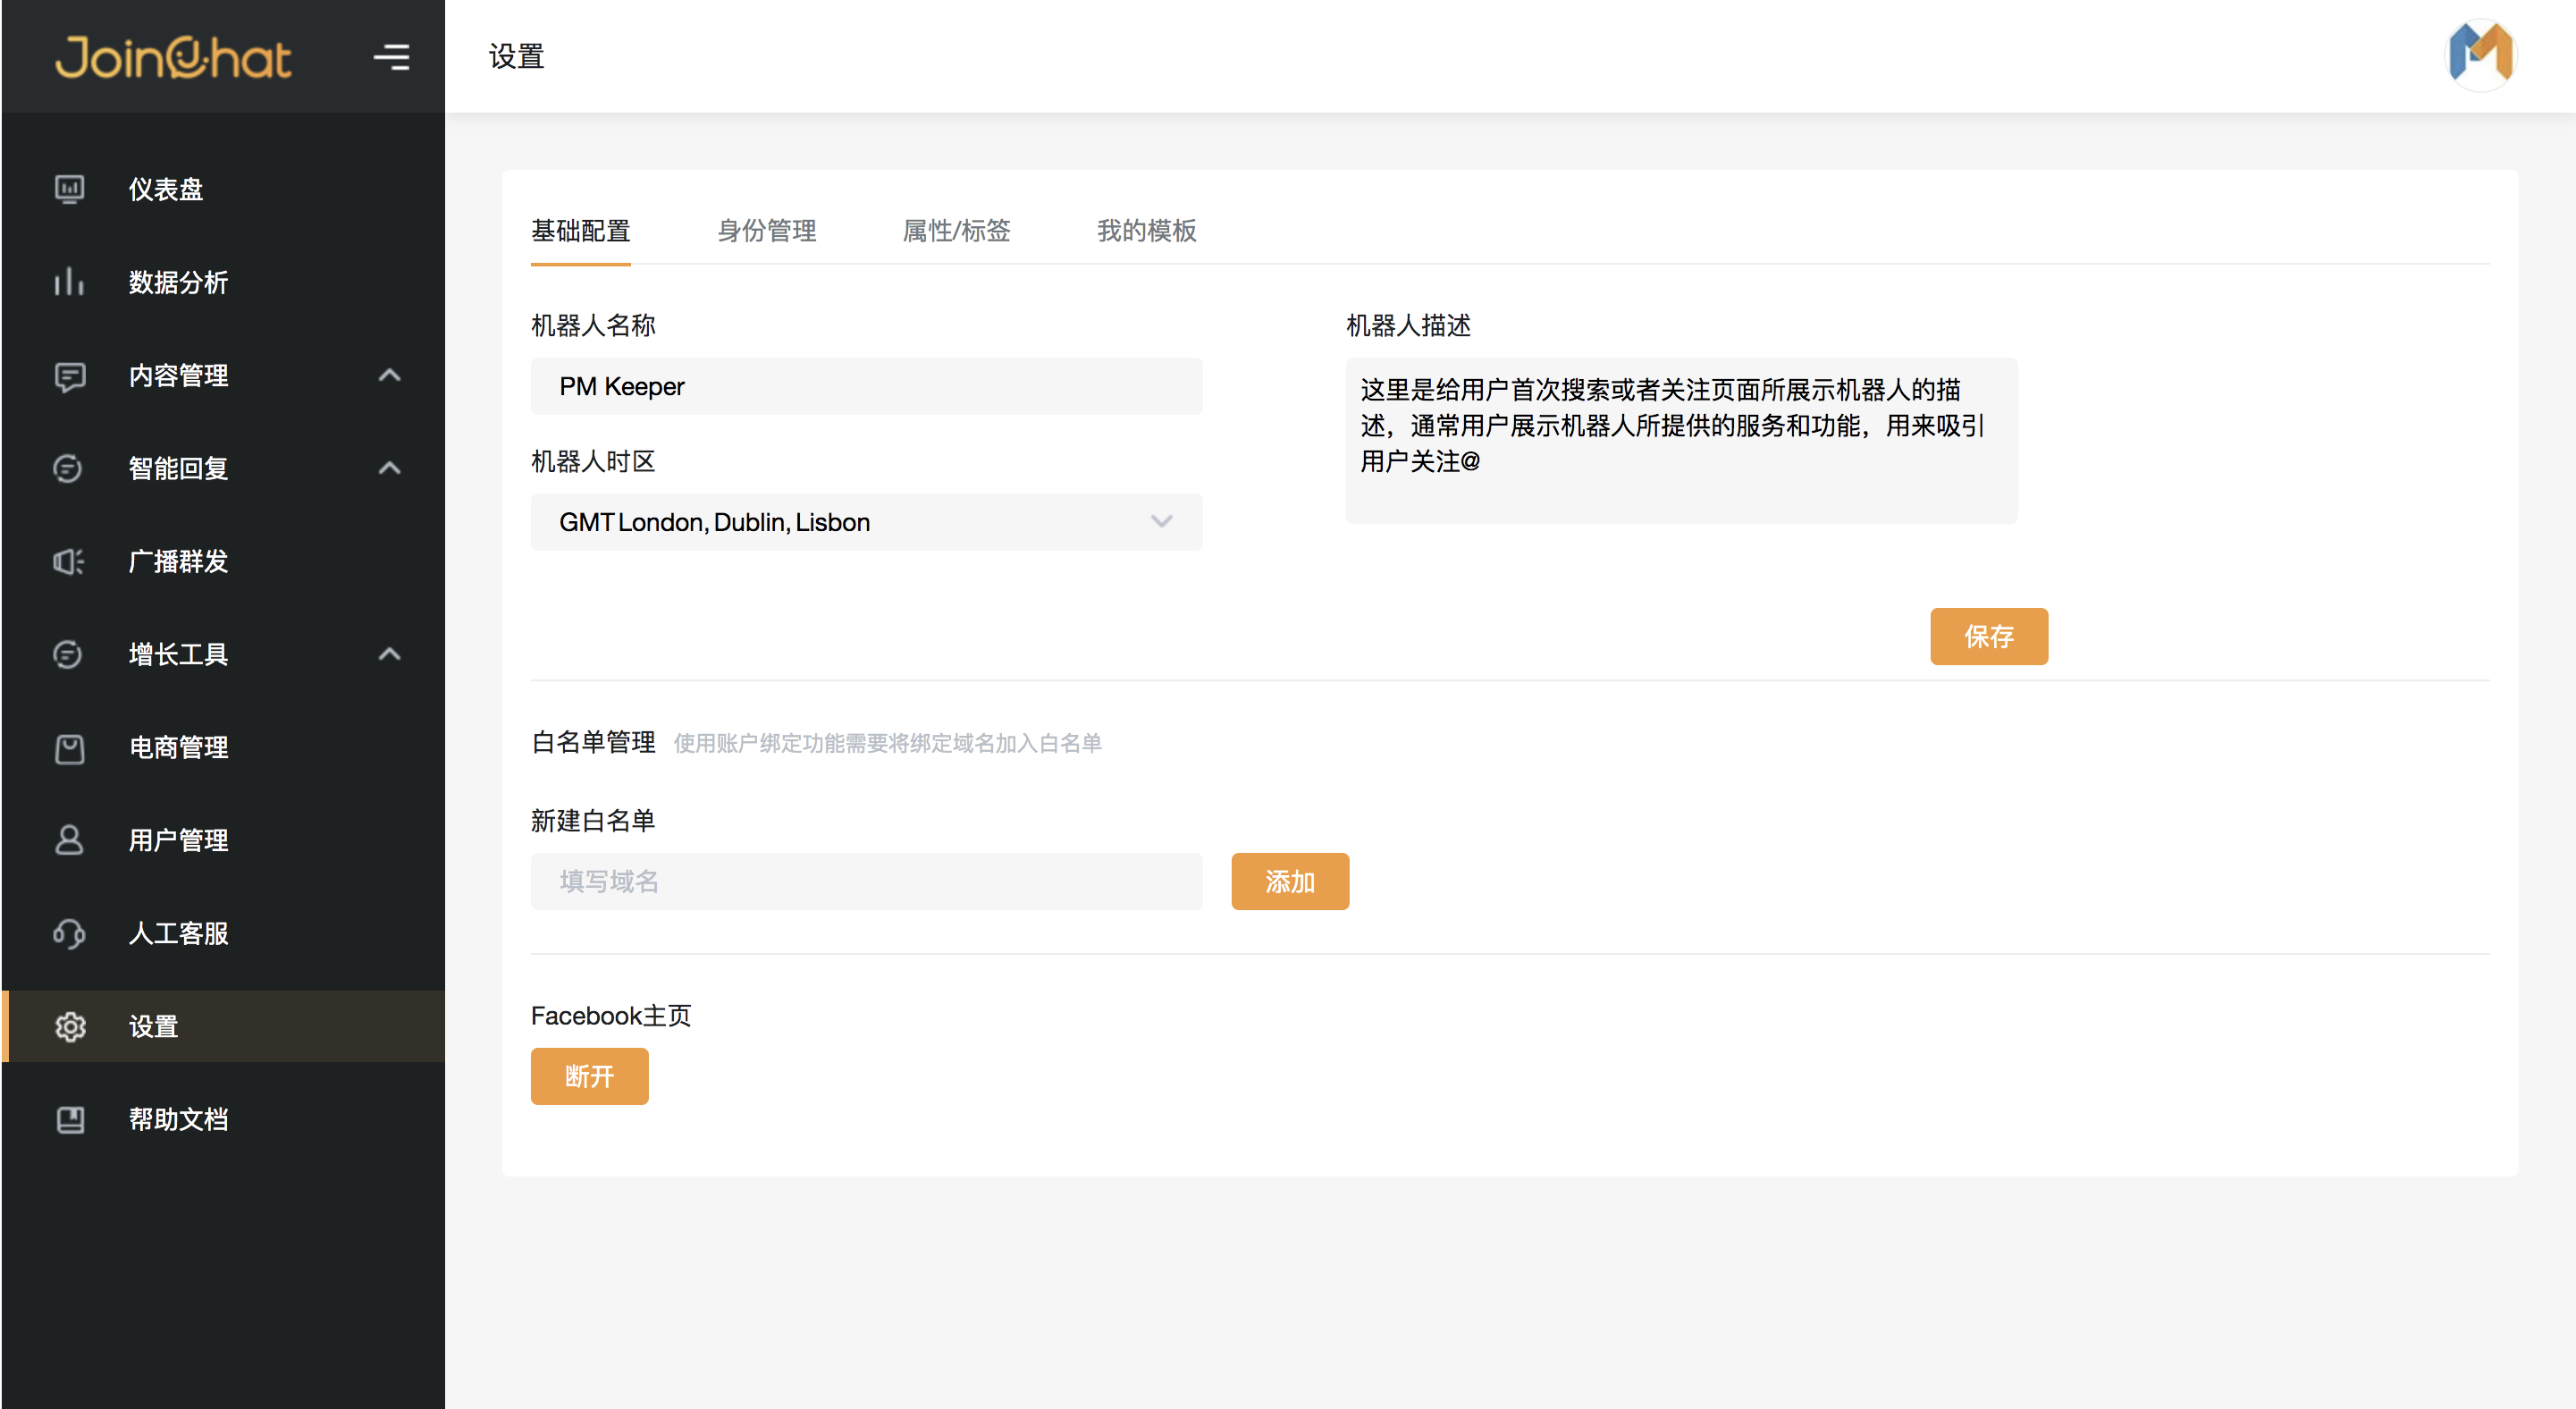 JoinChat
设置
仪表盘
数据分析
内容管理
智能回复
广播群发
增长工具
电商管理
用户管理
人工客服
设置
帮助文档
基础配置 身份管理 属性/标签 我的模板
机器人名称
PM Keeper
机器人时区
GMT London, Dublin, Lisbon
机器人描述
这里是给用户首次搜索或者关注页面所展示机器人的描
述，通常用户展示机器人所提供的服务和功能，用来吸引
用户关注@
保存
白名单管理 使用账户绑定功能需要将绑定域名加入白名单
新建白名单
填写域名 添加
Facebook主页
断开